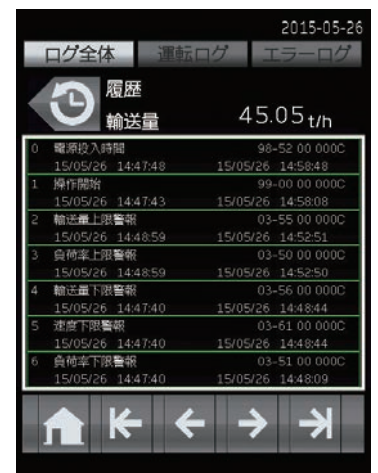 2015-05-26
ログ全体 運転ログ エラーログ
履歴
輸送量 45.05 t/h
0 電源投入時間 98-52 00 000C
15/05/26 14:47:48 15/05/26 14:58:48
1 操作開始 99-00 00 000C
15/05/26 14:47:43 15/05/26 14:58:08
2 輸送量上限警報 03-55 00 000C
15/05/26 14:48:59 15/05/26 14:52:51
3 負荷率上限警報 03-50 00 000C
15/05/26 14:48:59 15/05/26 14:52:50
4 輸送量下限警報 03-56 00 000C
15/05/26 14:47:40 15/05/26 14:48:44
5 速度下限警報 03-61 00 000C
15/05/26 14:47:40 15/05/26 14:48:44
6 負荷率下限警報 03-51 00 000C
15/05/26 14:47:40 15/05/26 14:48:09